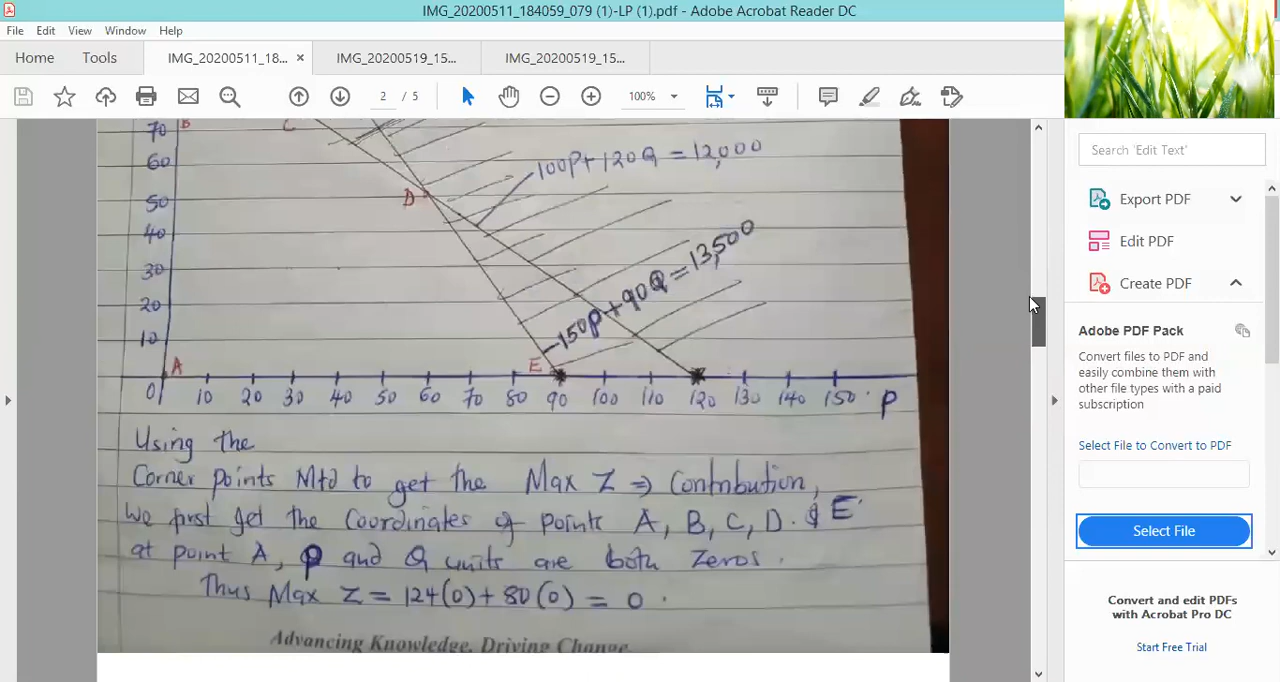 IMG_20200511_184059_079 (1)-LP (1).pdf - Adobe Acrobat Reader DC
File Edit View Window Help
Home Tools IMG_20200511_18... × IMG_20200519_15... IMG_20200519_15...
2 / 5 100%
70 B C
60 100P+120Q = 12,000
50 D
40
30
20 150P+90Q = 13,500
10
A E
0 10 20 30 40 50 60 70 80 90 100 110 120 130 140 150 P
Using the
Corner points Mtd to get the Max Z ⇒ Contribution,
We first get the Coordinates of points A, B, C, D. & E
at point A, P and Q units are both Zeros.
Thus Max Z = 124(0) + 80(0) = 0.
Advancing Knowledge, Driving Change
Search 'Edit Text'
Export PDF
Edit PDF
Create PDF
Adobe PDF Pack
Convert files to PDF and
easily combine them with
other file types with a paid
subscription
Select File to Convert to PDF
Select File
Convert and edit PDFs
with Acrobat Pro DC
Start Free Trial